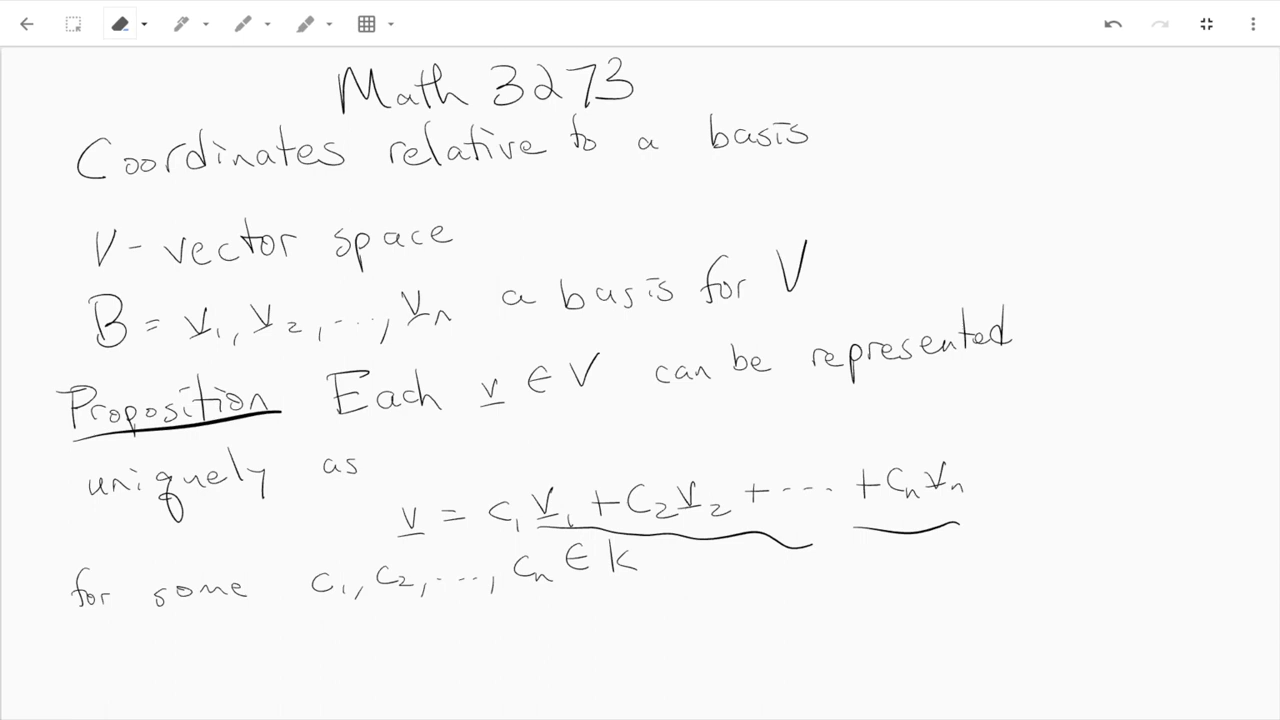 Math 3273
Coordinates relative to a basis
V - vector space
B = v₁, v₂, ..., vₙ a basis for V
Proposition Each v ∈ V can be represented
uniquely as
v = c₁v₁ + c₂v₂ + ... + cₙvₙ
for some c₁, c₂, ..., cₙ ∈ k